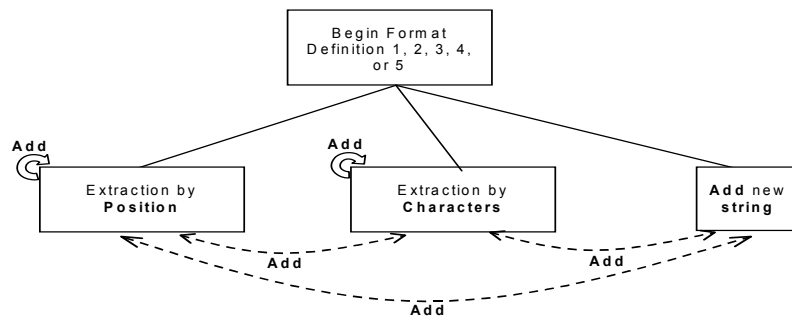 Begin Format
Definition 1, 2, 3, 4,
or 5
Add
Add
Extraction by
Position
Extraction by
Characters
Add new
string
Add
Add
Add